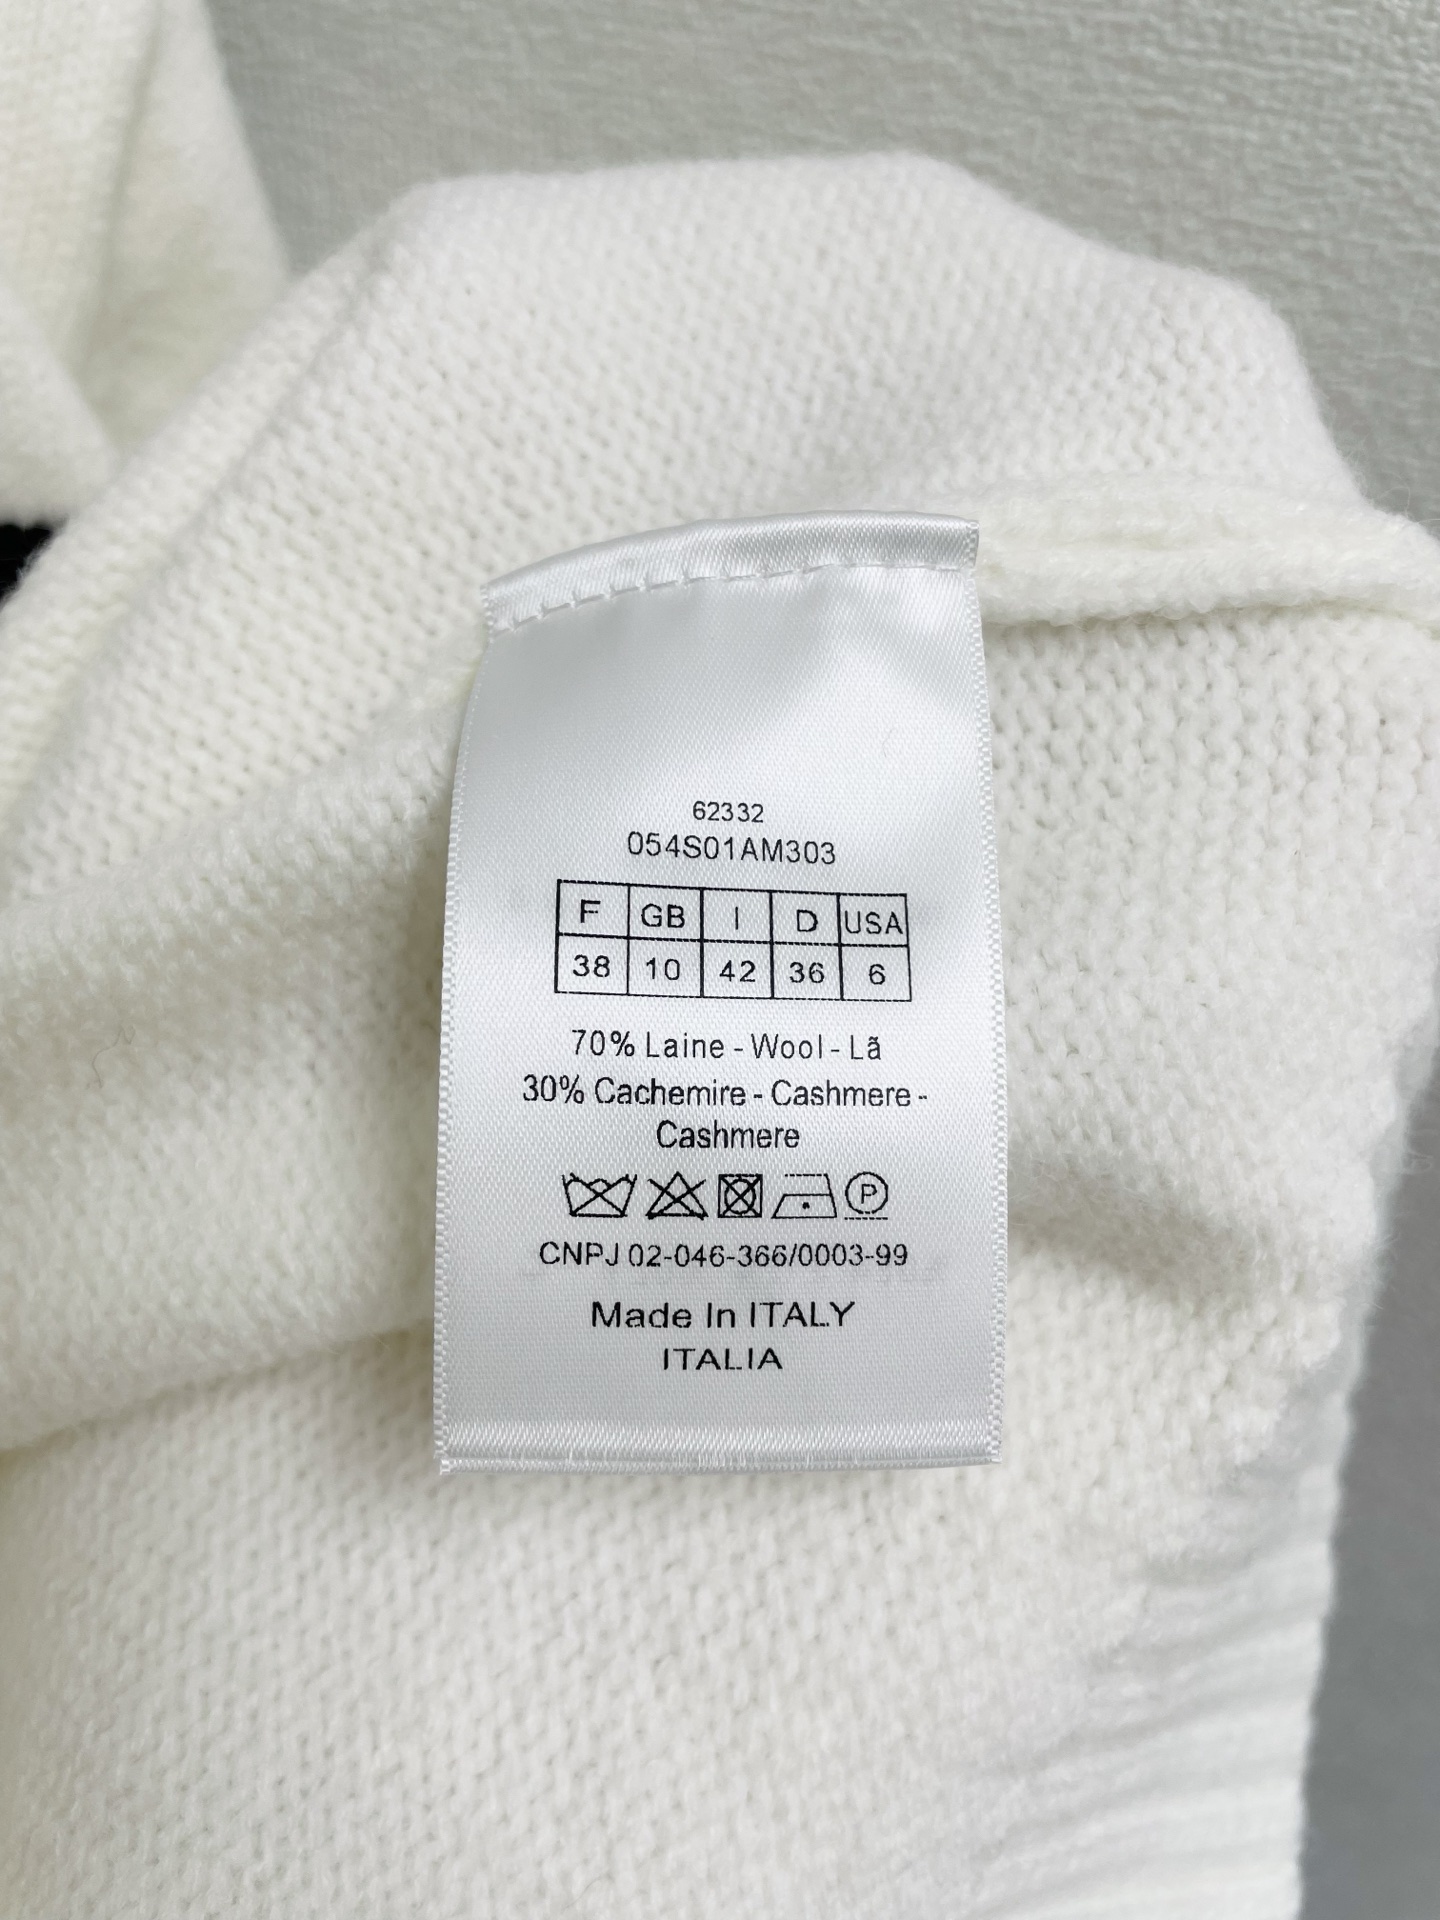 62332
054S01AM303
F GB I D USA
38 10 42 36 6
70% Laine - Wool - Lã
30% Cachemire - Cashmere -
Cashmere
P
CNPJ 02-046-366/0003-99
Made In ITALY
ITALIA